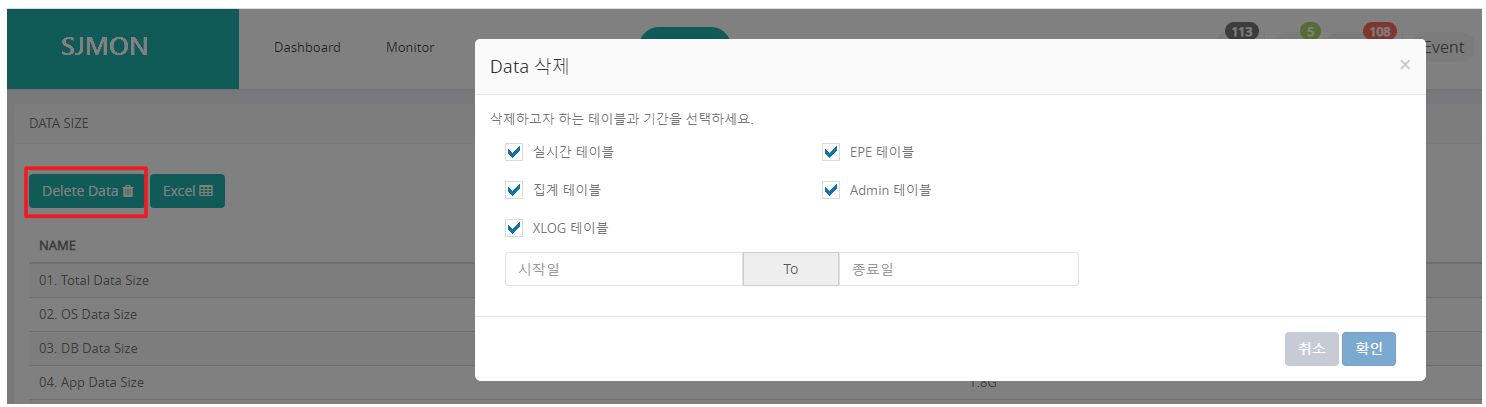 SJMON
Dashboard
Monitor
113
5
108
Event
DATA SIZE
Delete Data
Excel
NAME
01. Total Data Size
02. OS Data Size
03. DB Data Size
04. App Data Size
1.8G
Data 삭제
×
삭제하고자 하는 테이블과 기간을 선택하세요.
실시간 테이블
EPE 테이블
집계 테이블
Admin 테이블
XLOG 테이블
시작일
To
종료일
취소
확인